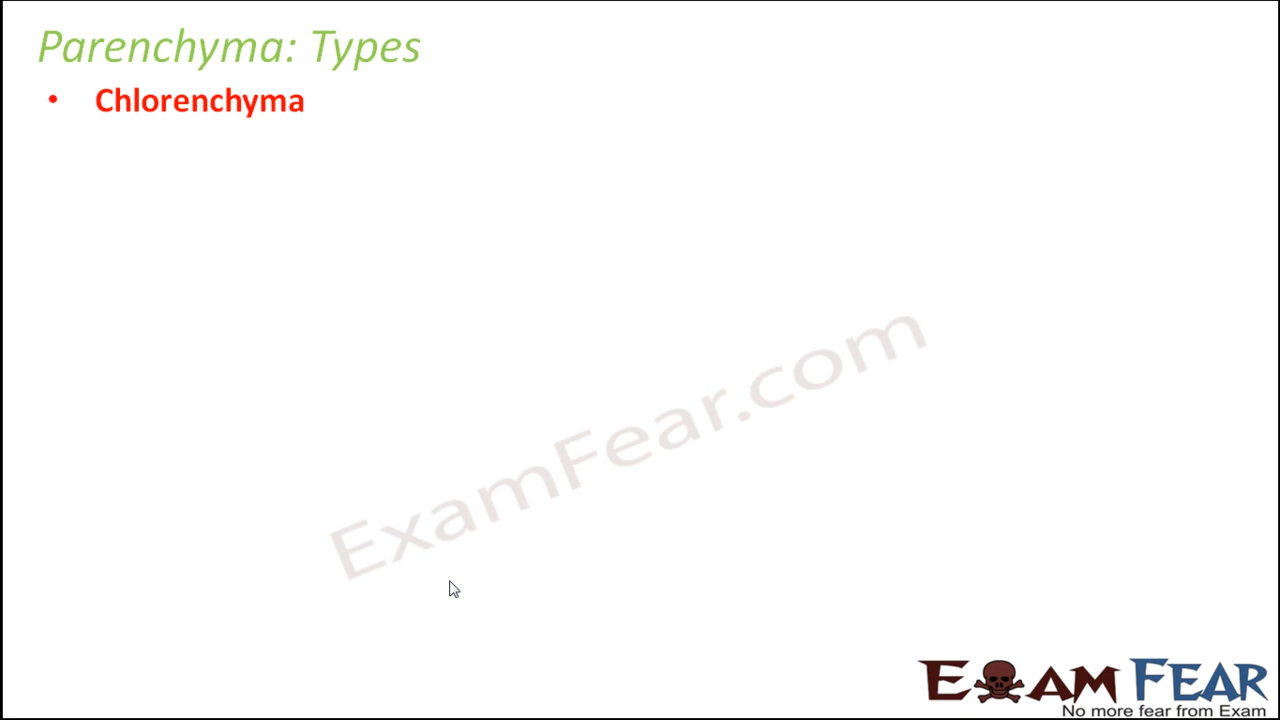 Parenchyma: Types
• Chlorenchyma
ExamFear.com
EXAM FEAR
No more fear from Exam